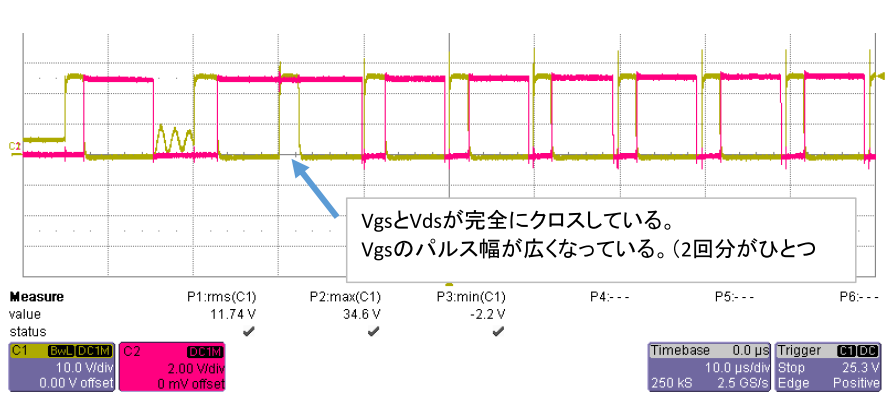 C2
VgsとVdsが完全にクロスしている。
Vgsのパルス幅が広くなっている。（2回分がひとつ
Measure P1:rms(C1) P2:max(C1) P3:min(C1) P4:- - - P5:- - - P6:- - -
value 11.74 V 34.6 V -2.2 V
status ✓ ✓ ✓
C1 BwL DC1M C2 DC1M Timebase 0.0 µs Trigger C1 DC
10.0 V/div 2.00 V/div 10.0 µs/div Stop 25.3 V
0.00 V offset 0 mV offset 250 kS 2.5 GS/s Edge Positive